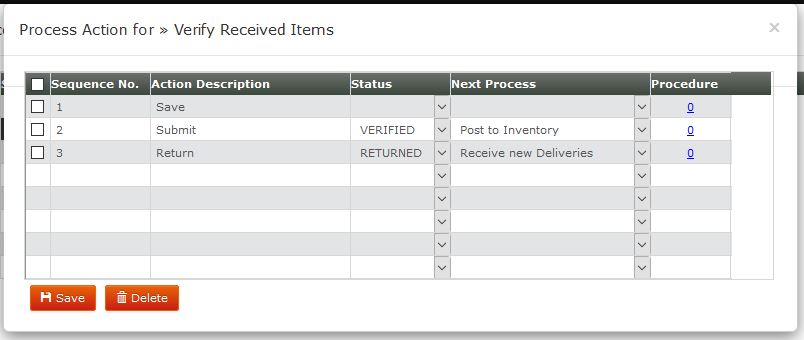 Process Action for » Verify Received Items ×
Sequence No. Action Description Status Next Process Procedure
1 Save 0
2 Submit VERIFIED Post to Inventory 0
3 Return RETURNED Receive new Deliveries 0
Save Delete